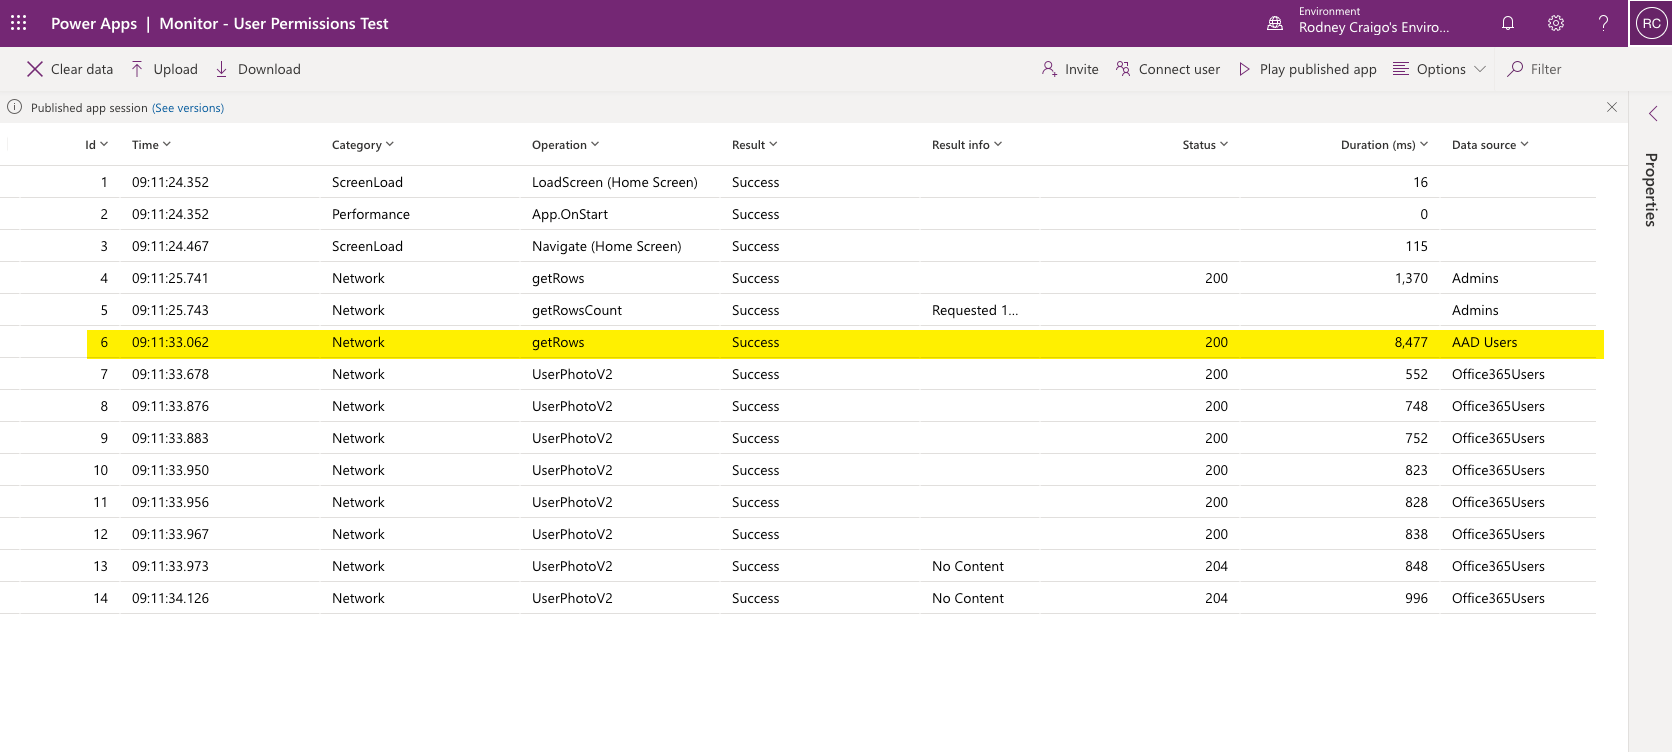 Power Apps | Monitor - User Permissions Test
Environment
Rodney Craigo's Enviro...
RC
Clear data Upload Download Invite Connect user Play published app Options Filter
Published app session (See versions)
Id Time Category Operation Result Result info Status Duration (ms) Data source
1 09:11:24.352 ScreenLoad LoadScreen (Home Screen) Success 16
2 09:11:24.352 Performance App.OnStart Success 0
3 09:11:24.467 ScreenLoad Navigate (Home Screen) Success 115
4 09:11:25.741 Network getRows Success 200 1,370 Admins
5 09:11:25.743 Network getRowsCount Success Requested 1... Admins
6 09:11:33.062 Network getRows Success 200 8,477 AAD Users
7 09:11:33.678 Network UserPhotoV2 Success 200 552 Office365Users
8 09:11:33.876 Network UserPhotoV2 Success 200 748 Office365Users
9 09:11:33.883 Network UserPhotoV2 Success 200 752 Office365Users
10 09:11:33.950 Network UserPhotoV2 Success 200 823 Office365Users
11 09:11:33.956 Network UserPhotoV2 Success 200 828 Office365Users
12 09:11:33.967 Network UserPhotoV2 Success 200 838 Office365Users
13 09:11:33.973 Network UserPhotoV2 Success No Content 204 848 Office365Users
14 09:11:34.126 Network UserPhotoV2 Success No Content 204 996 Office365Users
Properties